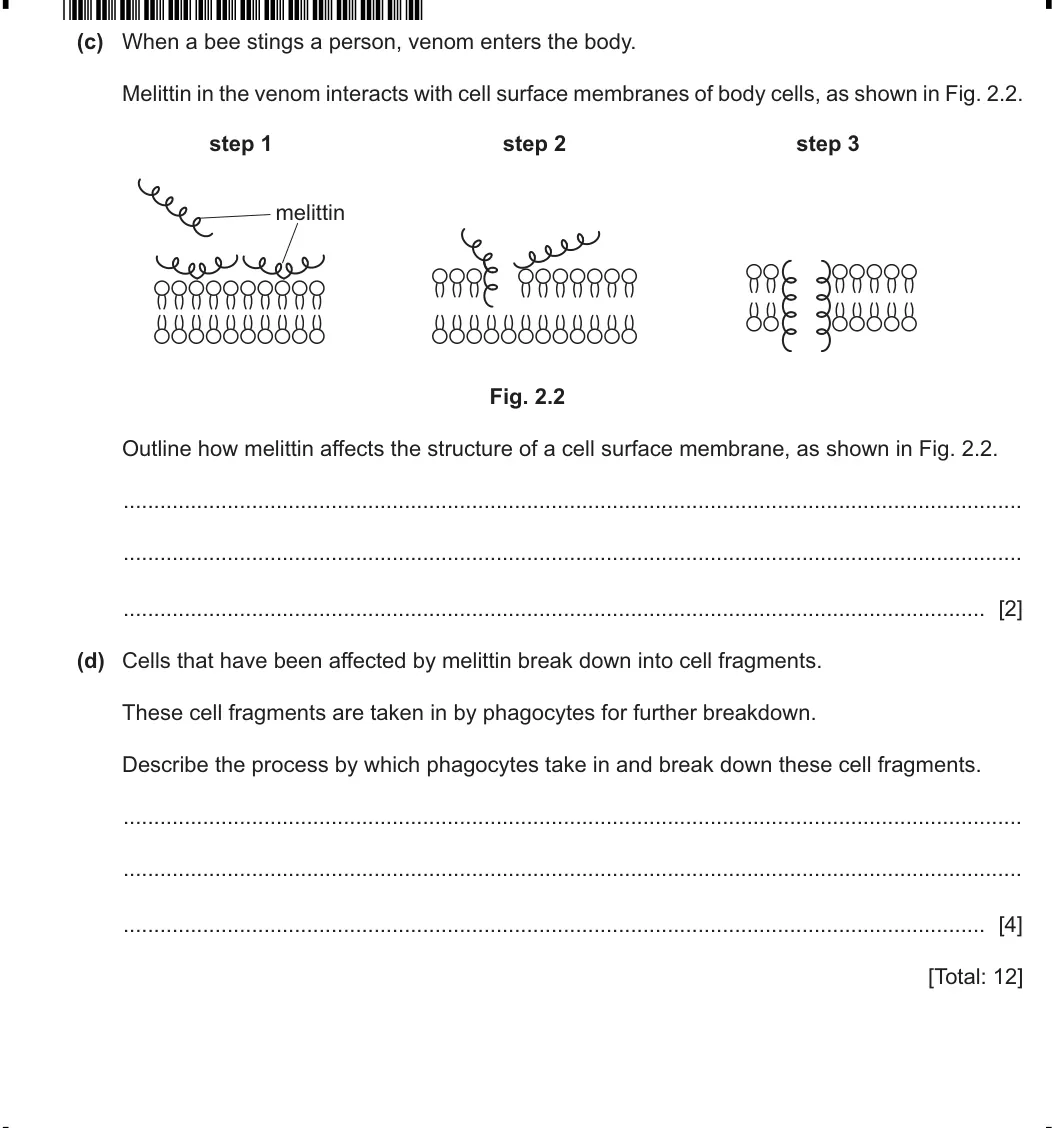 (c) When a bee stings a person, venom enters the body.
Melittin in the venom interacts with cell surface membranes of body cells, as shown in Fig. 2.2.
step 1 step 2 step 3
melittin
Fig. 2.2
Outline how melittin affects the structure of a cell surface membrane, as shown in Fig. 2.2.
[2]
(d) Cells that have been affected by melittin break down into cell fragments.
These cell fragments are taken in by phagocytes for further breakdown.
Describe the process by which phagocytes take in and break down these cell fragments.
[4]
[Total: 12]